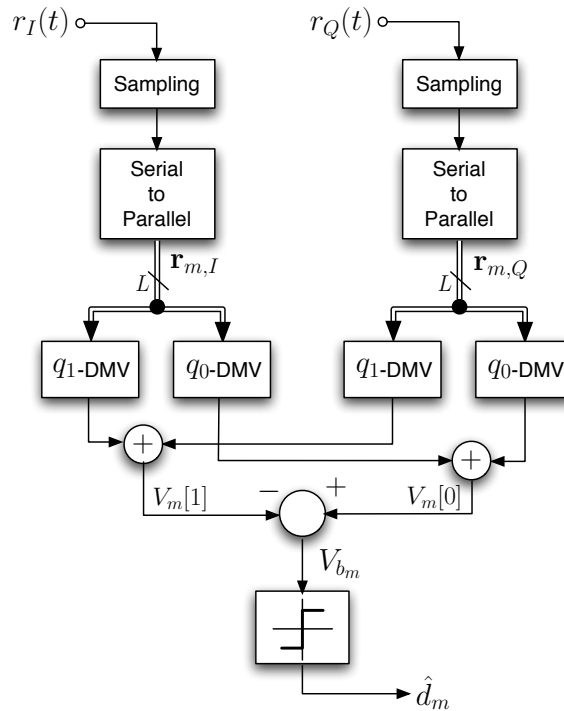 r_I(t) r_Q(t)
Sampling Sampling
Serial to Parallel
Serial to Parallel
r_{m,I} r_{m,Q}
L L
q_1-DMV q_0-DMV q_1-DMV q_0-DMV
+ +
V_m[1] − + V_m[0]
V_{b_m}
\hat{d}_m